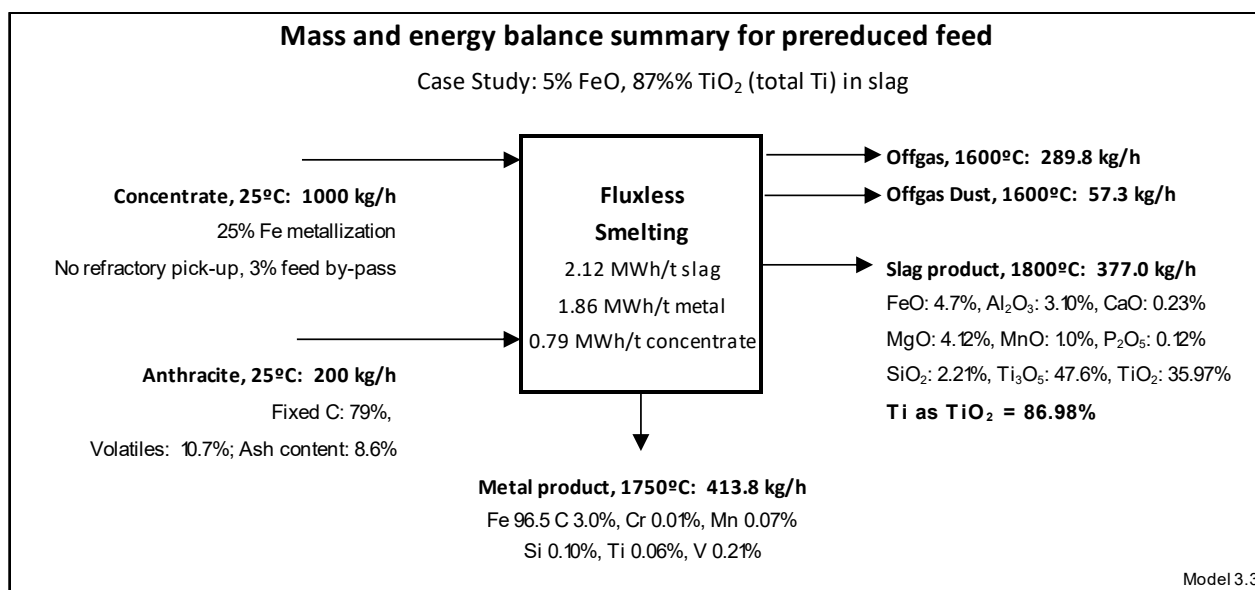 Mass and energy balance summary for prereduced feed
Case Study: 5% FeO, 87%% TiO₂ (total Ti) in slag
Concentrate, 25ºC: 1000 kg/h
25% Fe metallization
No refractory pick-up, 3% feed by-pass
Anthracite, 25ºC: 200 kg/h
Fixed C: 79%,
Volatiles: 10.7%; Ash content: 8.6%
Fluxless
Smelting
2.12 MWh/t slag
1.86 MWh/t metal
0.79 MWh/t concentrate
Offgas, 1600ºC: 289.8 kg/h
Offgas Dust, 1600ºC: 57.3 kg/h
Slag product, 1800ºC: 377.0 kg/h
FeO: 4.7%, Al₂O₃: 3.10%, CaO: 0.23%
MgO: 4.12%, MnO: 1.0%, P₂O₅: 0.12%
SiO₂: 2.21%, Ti₃O₅: 47.6%, TiO₂: 35.97%
Ti as TiO₂ = 86.98%
Metal product, 1750ºC: 413.8 kg/h
Fe 96.5 C 3.0%, Cr 0.01%, Mn 0.07%
Si 0.10%, Ti 0.06%, V 0.21%
Model 3.3